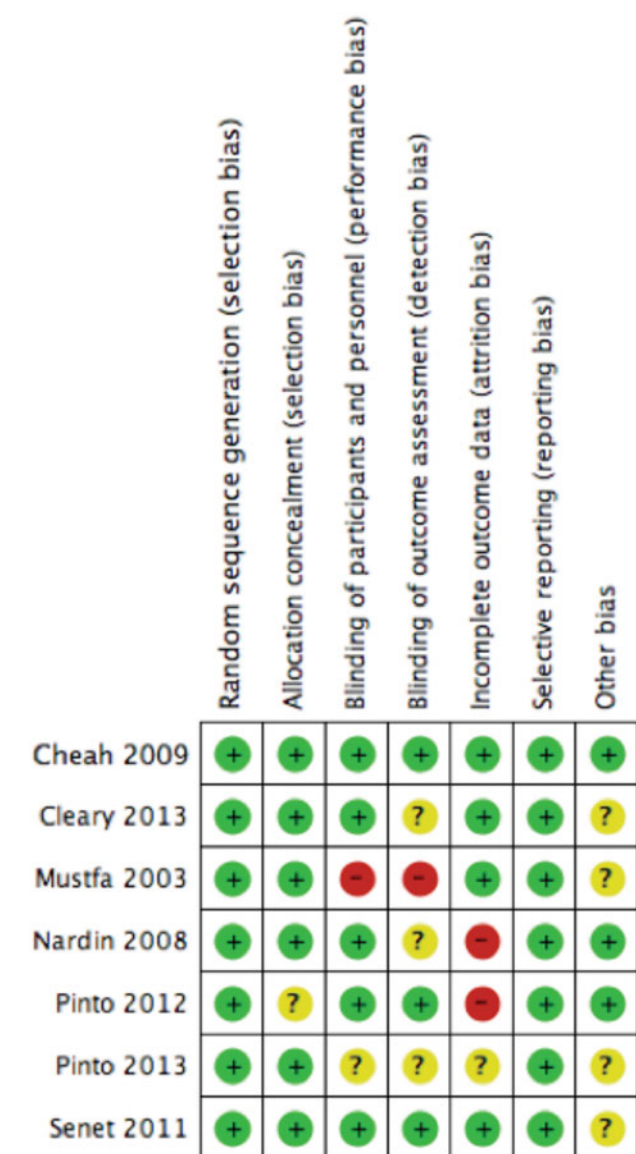 Random sequence generation (selection bias)
Allocation concealment (selection bias)
Blinding of participants and personnel (performance bias)
Blinding of outcome assessment (detection bias)
Incomplete outcome data (attrition bias)
Selective reporting (reporting bias)
Other bias
Cheah 2009 + + + + + + +
Cleary 2013 + + + ? + + ?
Mustfa 2003 + + - - + + ?
Nardin 2008 + + + ? - + +
Pinto 2012 + ? + + - + +
Pinto 2013 + + ? ? ? + ?
Senet 2011 + + + + + + ?